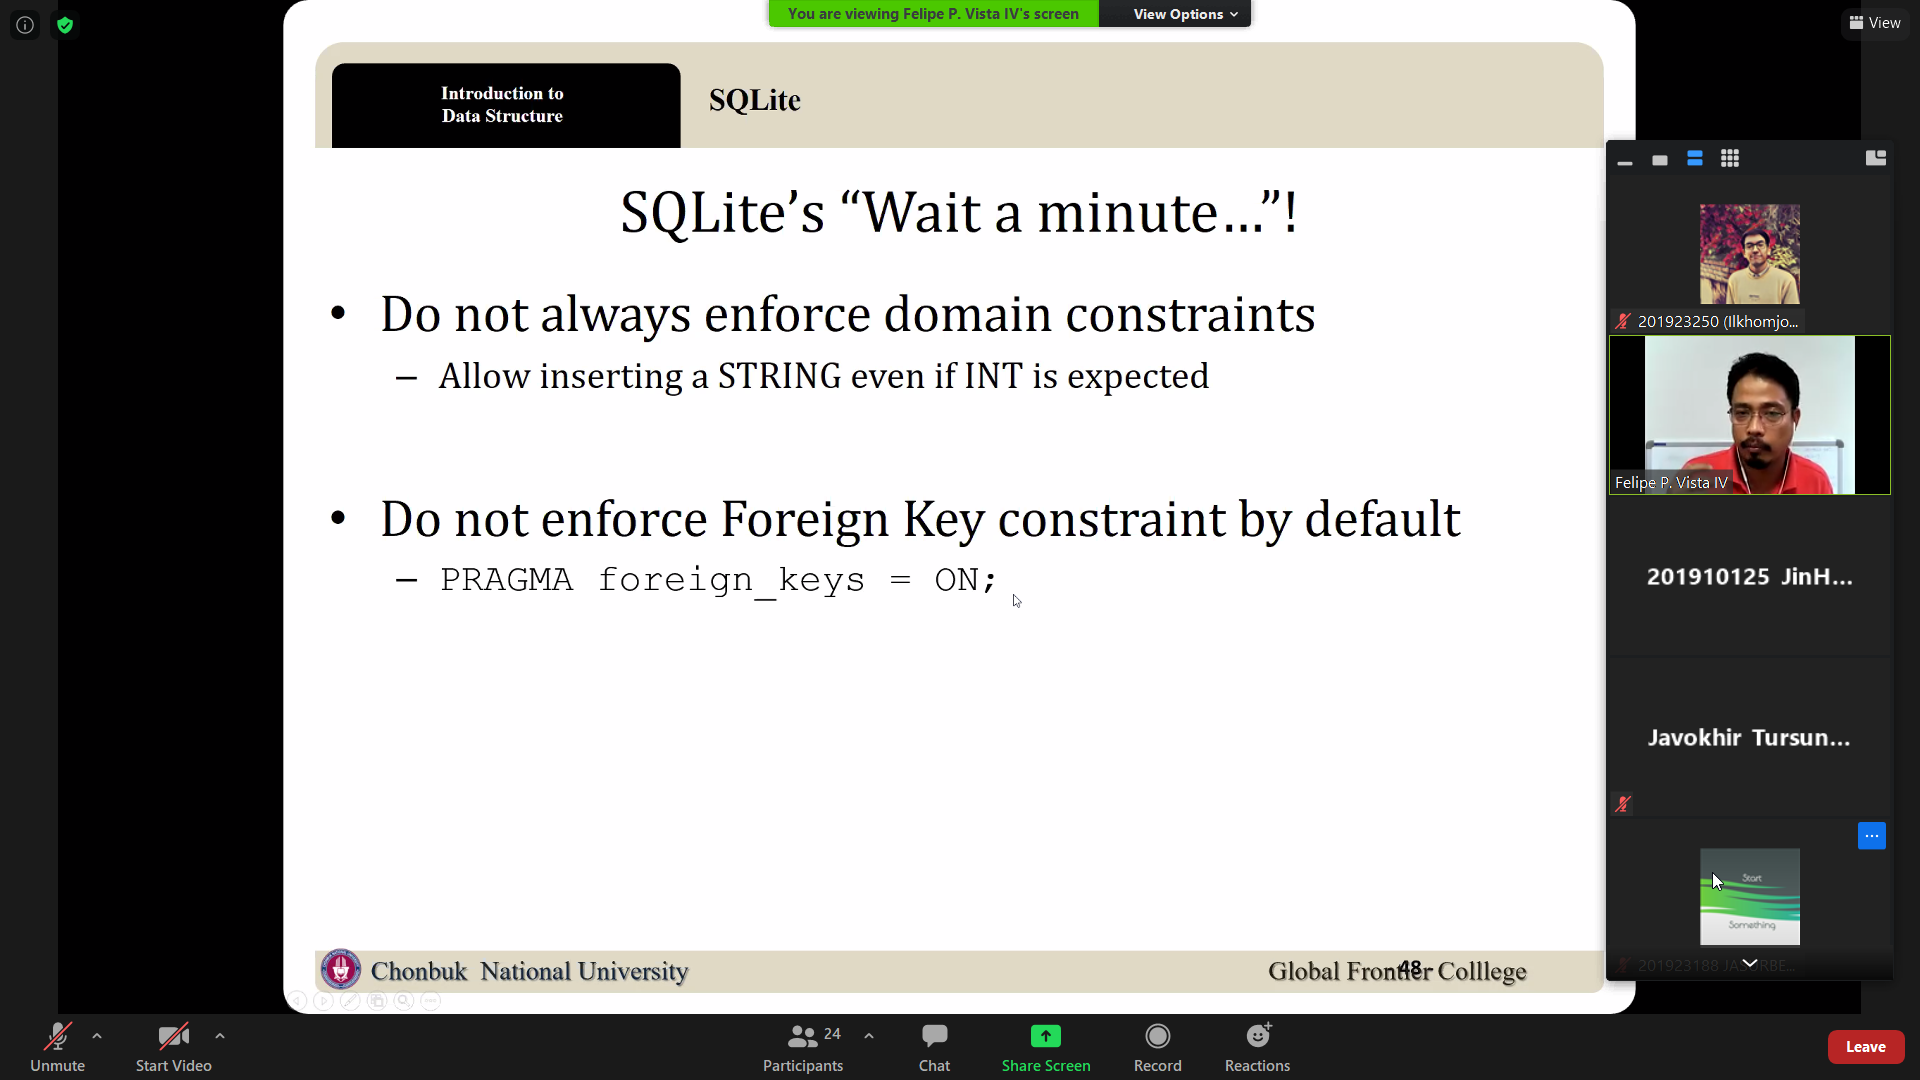 You are viewing Felipe P. Vista IV's screen
View Options
View
Introduction to
Data Structure
SQLite
SQLite's “Wait a minute…”!
• Do not always enforce domain constraints
– Allow inserting a STRING even if INT is expected
• Do not enforce Foreign Key constraint by default
– PRAGMA foreign_keys = ON;
Chonbuk National University
Global Frontier Colllege
48
201923250 (Ilkhomjo...
Felipe P. Vista IV
201910125 JinH...
Javokhir Tursun...
Start
Something
201923188 JASURBE...
Unmute
Start Video
24
Participants
Chat
Share Screen
Record
Reactions
Leave